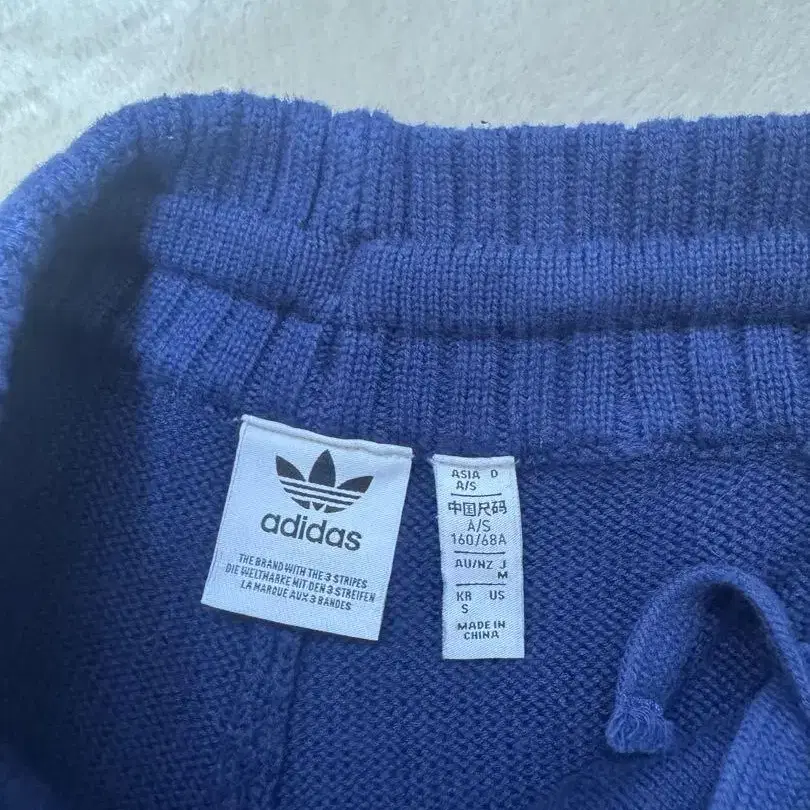 adidas
THE BRAND WITH THE 3 STRIPES
DIE WELTMARKE MIT DEN 3 STREIFEN
LA MARQUE AUX 3 BANDES
ASIA D
A/S
中国尺码
A/S
160/68A
AU/NZ J
M
KR US
S
MADE IN
CHINA